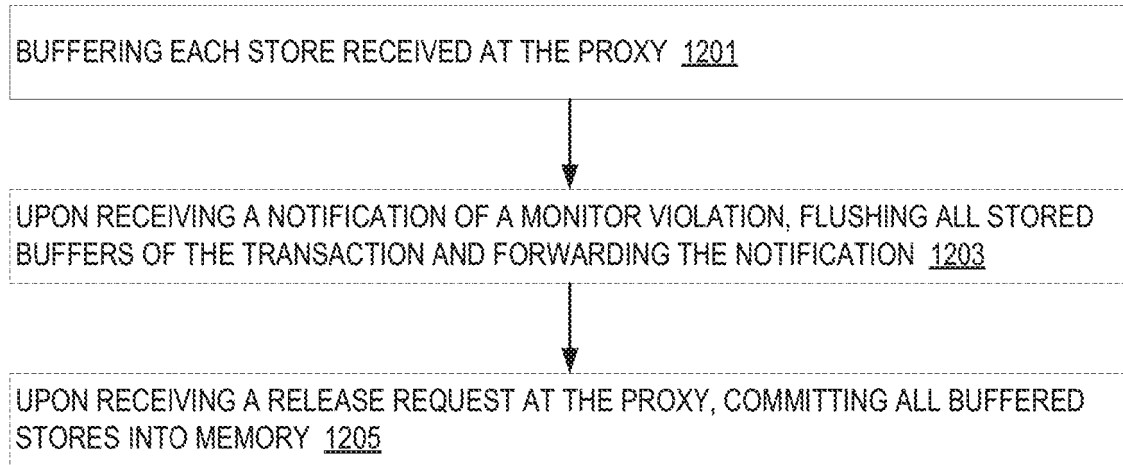 BUFFERING EACH STORE RECEIVED AT THE PROXY 1201
UPON RECEIVING A NOTIFICATION OF A MONITOR VIOLATION, FLUSHING ALL STORED
BUFFERS OF THE TRANSACTION AND FORWARDING THE NOTIFICATION 1203
UPON RECEIVING A RELEASE REQUEST AT THE PROXY, COMMITTING ALL BUFFERED
STORES INTO MEMORY 1205